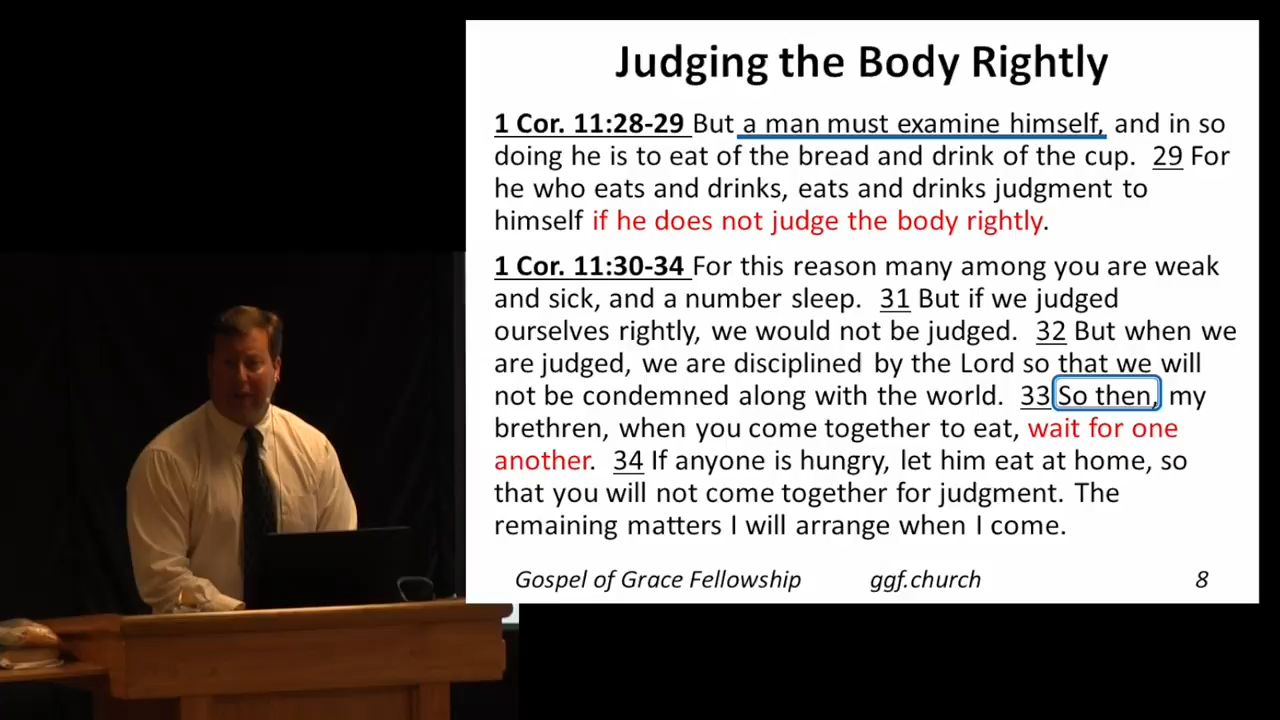 Judging the Body Rightly
1 Cor. 11:28-29 But a man must examine himself, and in so
doing he is to eat of the bread and drink of the cup. 29 For
he who eats and drinks, eats and drinks judgment to
himself if he does not judge the body rightly.
1 Cor. 11:30-34 For this reason many among you are weak
and sick, and a number sleep. 31 But if we judged
ourselves rightly, we would not be judged. 32 But when we
are judged, we are disciplined by the Lord so that we will
not be condemned along with the world. 33 So then, my
brethren, when you come together to eat, wait for one
another. 34 If anyone is hungry, let him eat at home, so
that you will not come together for judgment. The
remaining matters I will arrange when I come.
Gospel of Grace Fellowship ggf.church 8